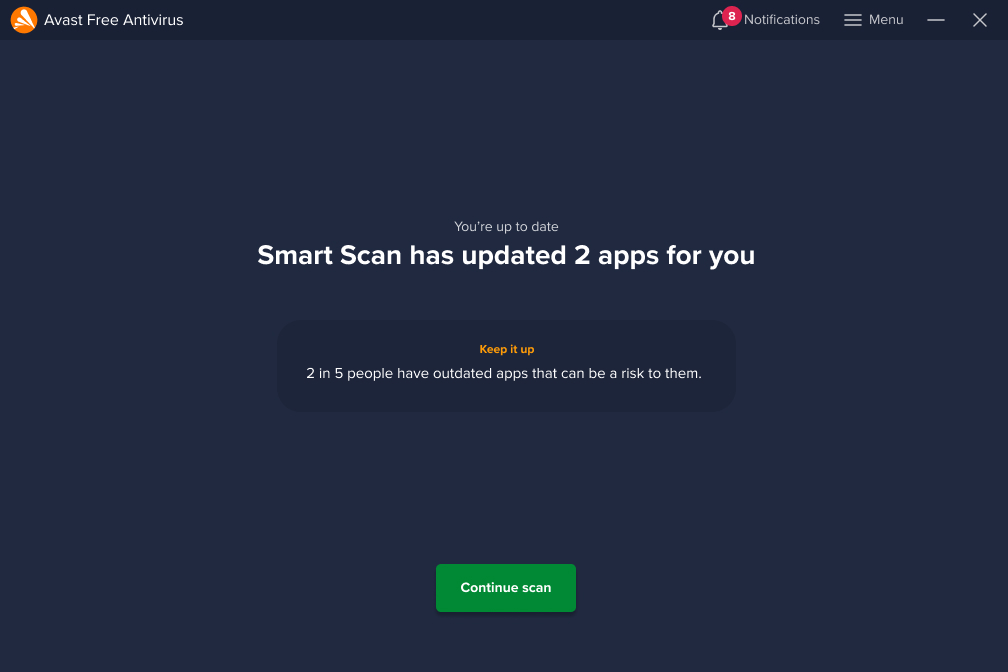 Avast Free Antivirus
8 Notifications
Menu
You're up to date
Smart Scan has updated 2 apps for you
Keep it up
2 in 5 people have outdated apps that can be a risk to them.
Continue scan